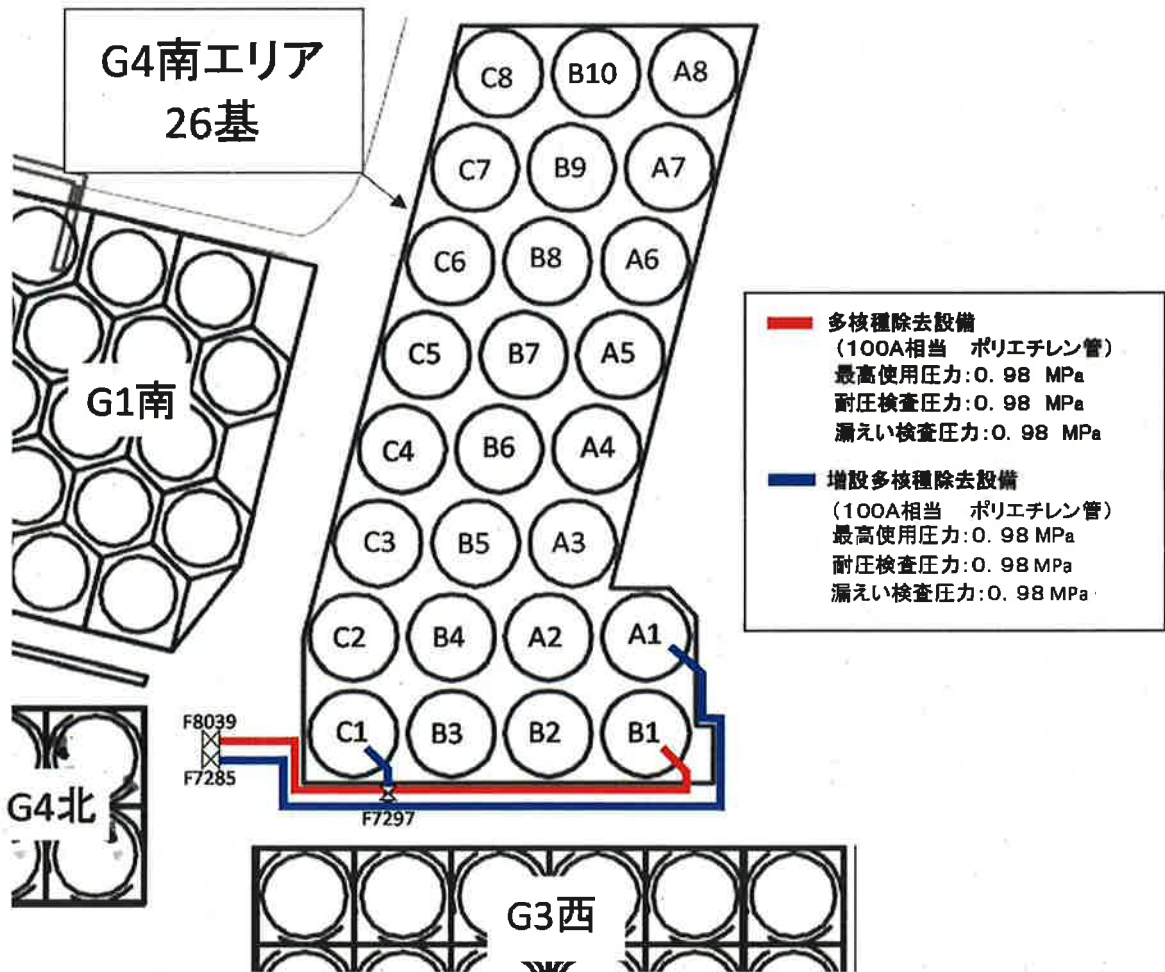 G4南エリア
26基
C8 B10 A8
C7 B9 A7
C6 B8 A6
C5 B7 A5
C4 B6 A4
C3 B5 A3
C2 B4 A2 A1
C1 B3 B2 B1
G1南
F8039
F7285
F7297
G4北
G3西
多核種除去設備
(100A相当 ポリエチレン管)
最高使用圧力:0.98 MPa
耐圧検査圧力:0.98 MPa
漏えい検査圧力:0.98 MPa
増設多核種除去設備
(100A相当 ポリエチレン管)
最高使用圧力:0.98 MPa
耐圧検査圧力:0.98 MPa
漏えい検査圧力:0.98 MPa